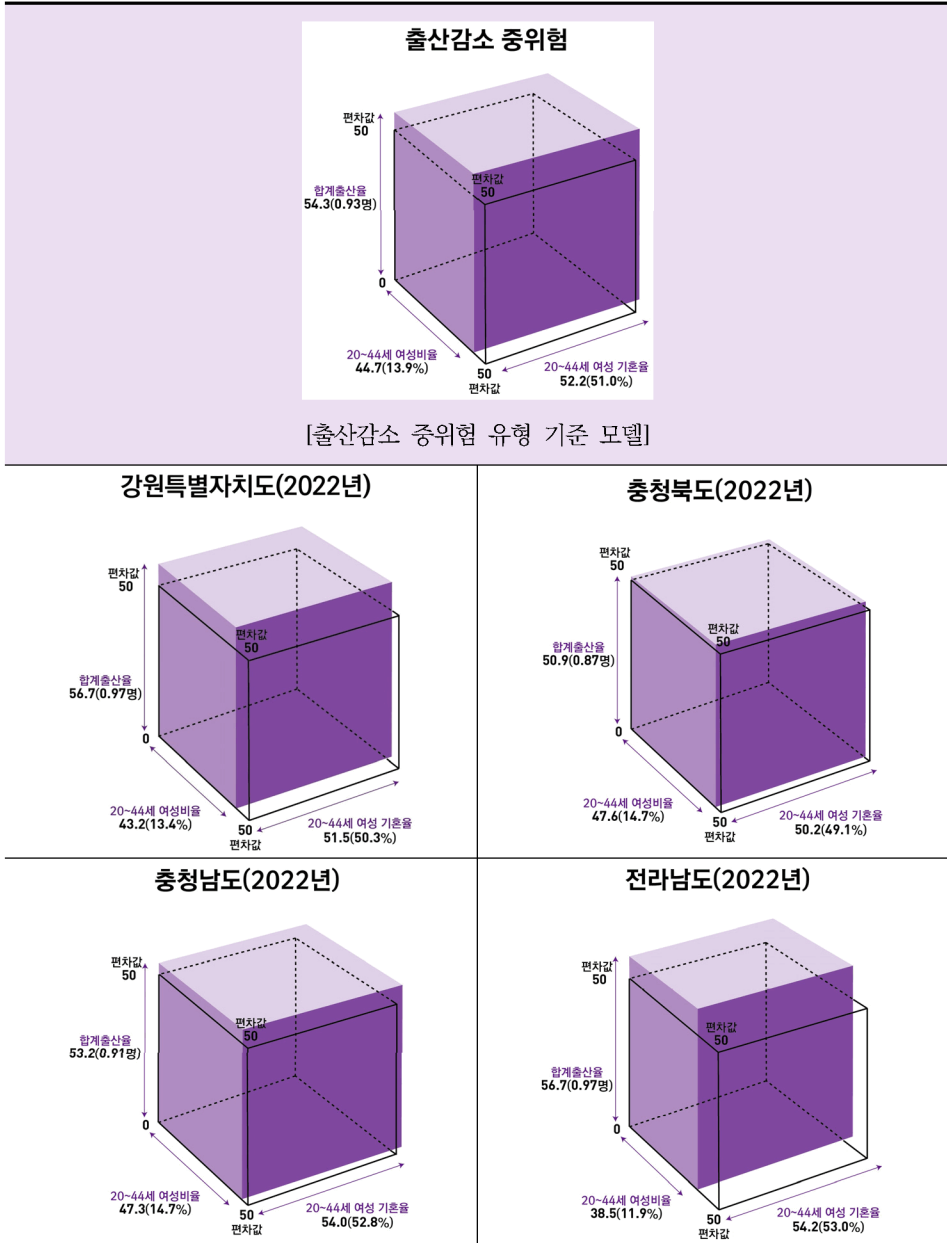 출산감소 중위험
편차값
50
편차값
50
합계출산율
54.3(0.93명)
0
20~44세 여성비율
44.7(13.9%)
50
편차값
20~44세 여성 기혼율
52.2(51.0%)
[출산감소 중위험 유형 기준 모델]
강원특별자치도(2022년)
편차값
50
편차값
50
합계출산율
56.7(0.97명)
0
20~44세 여성비율
43.2(13.4%)
50
편차값
20~44세 여성 기혼율
51.5(50.3%)
충청북도(2022년)
편차값
50
편차값
50
합계출산율
50.9(0.87명)
0
20~44세 여성비율
47.6(14.7%)
50
편차값
20~44세 여성 기혼율
50.2(49.1%)
충청남도(2022년)
편차값
50
편차값
50
합계출산율
53.2(0.91명)
0
20~44세 여성비율
47.3(14.7%)
50
편차값
20~44세 여성 기혼율
54.0(52.8%)
전라남도(2022년)
편차값
50
편차값
50
합계출산율
56.7(0.97명)
0
20~44세 여성비율
38.5(11.9%)
50
편차값
20~44세 여성 기혼율
54.2(53.0%)